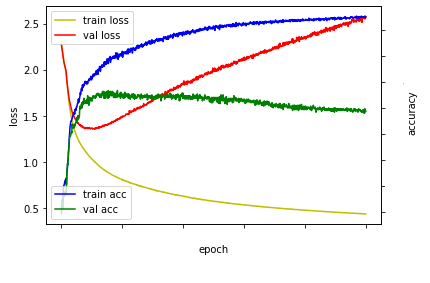 2.5
2.0
1.5
1.0
0.5
loss
train loss
val loss
train acc
val acc
epoch
accuracy